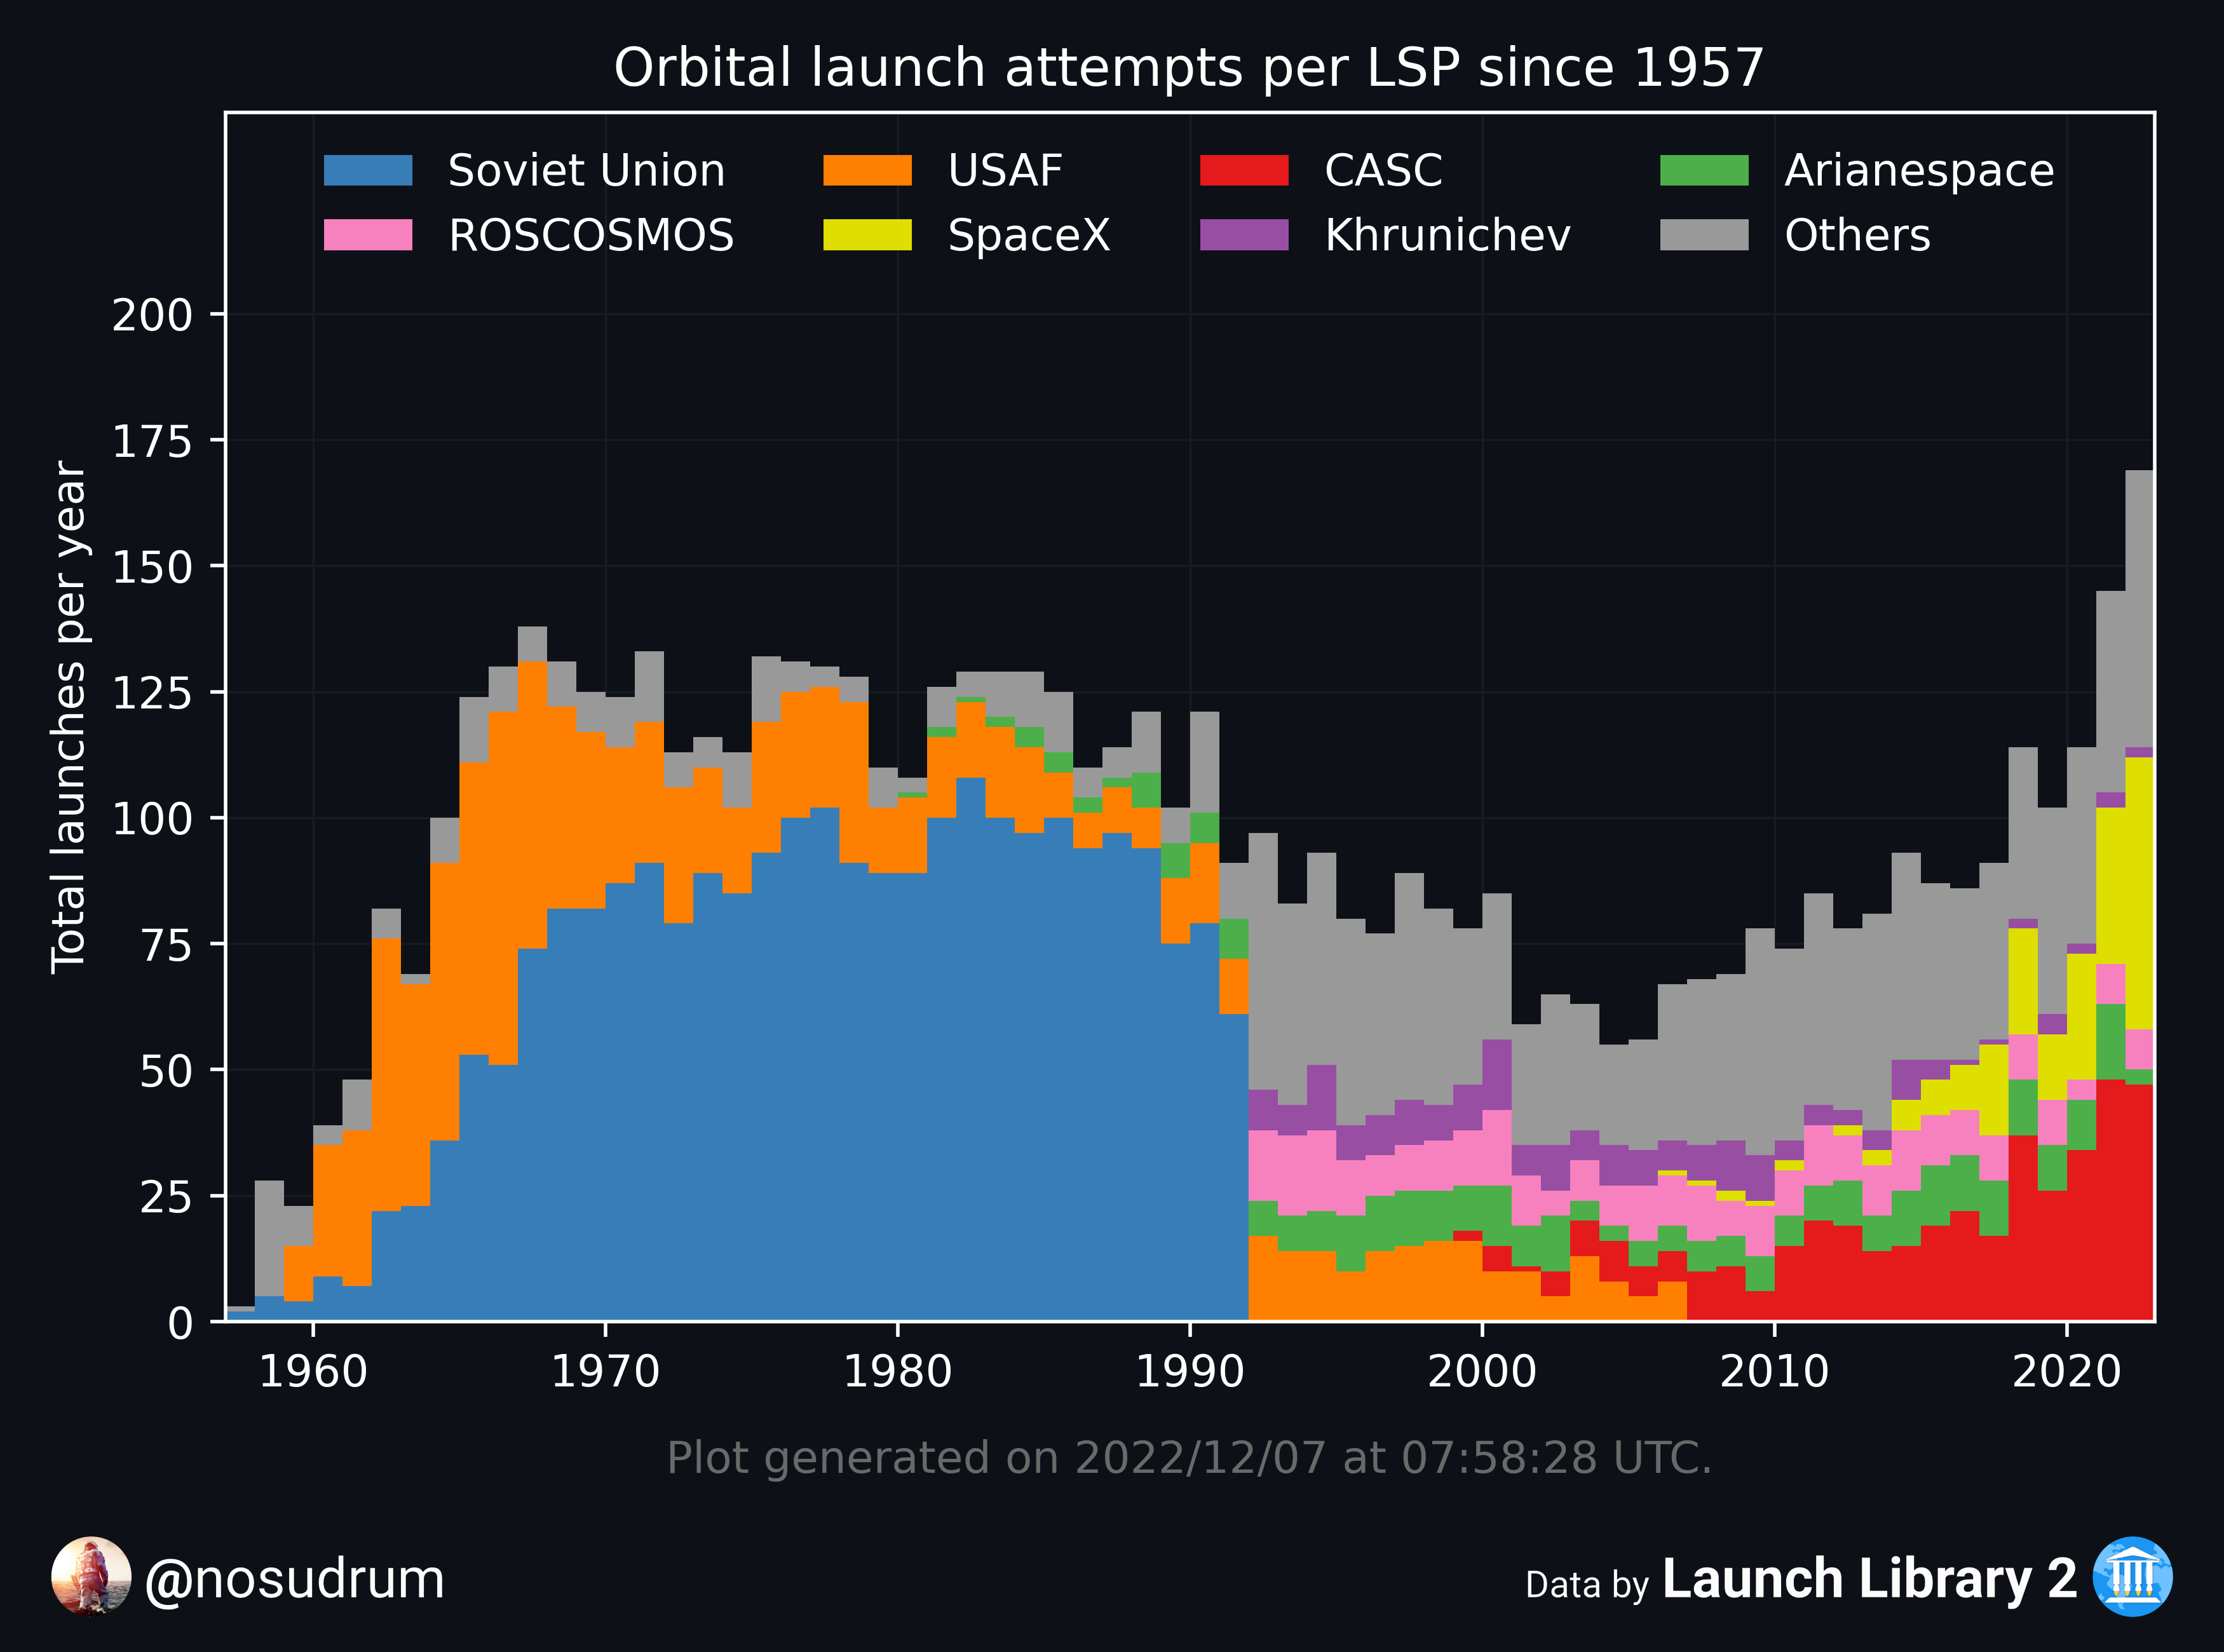 Orbital launch attempts per LSP since 1957
Soviet Union
USAF
CASC
Arianespace
ROSCOSMOS
SpaceX
Khrunichev
Others
Total launches per year
200
175
150
125
100
75
50
25
0
1960
1970
1980
1990
2000
2010
2020
Plot generated on 2022/12/07 at 07:58:28 UTC.
@nosudrum
Data by Launch Library 2